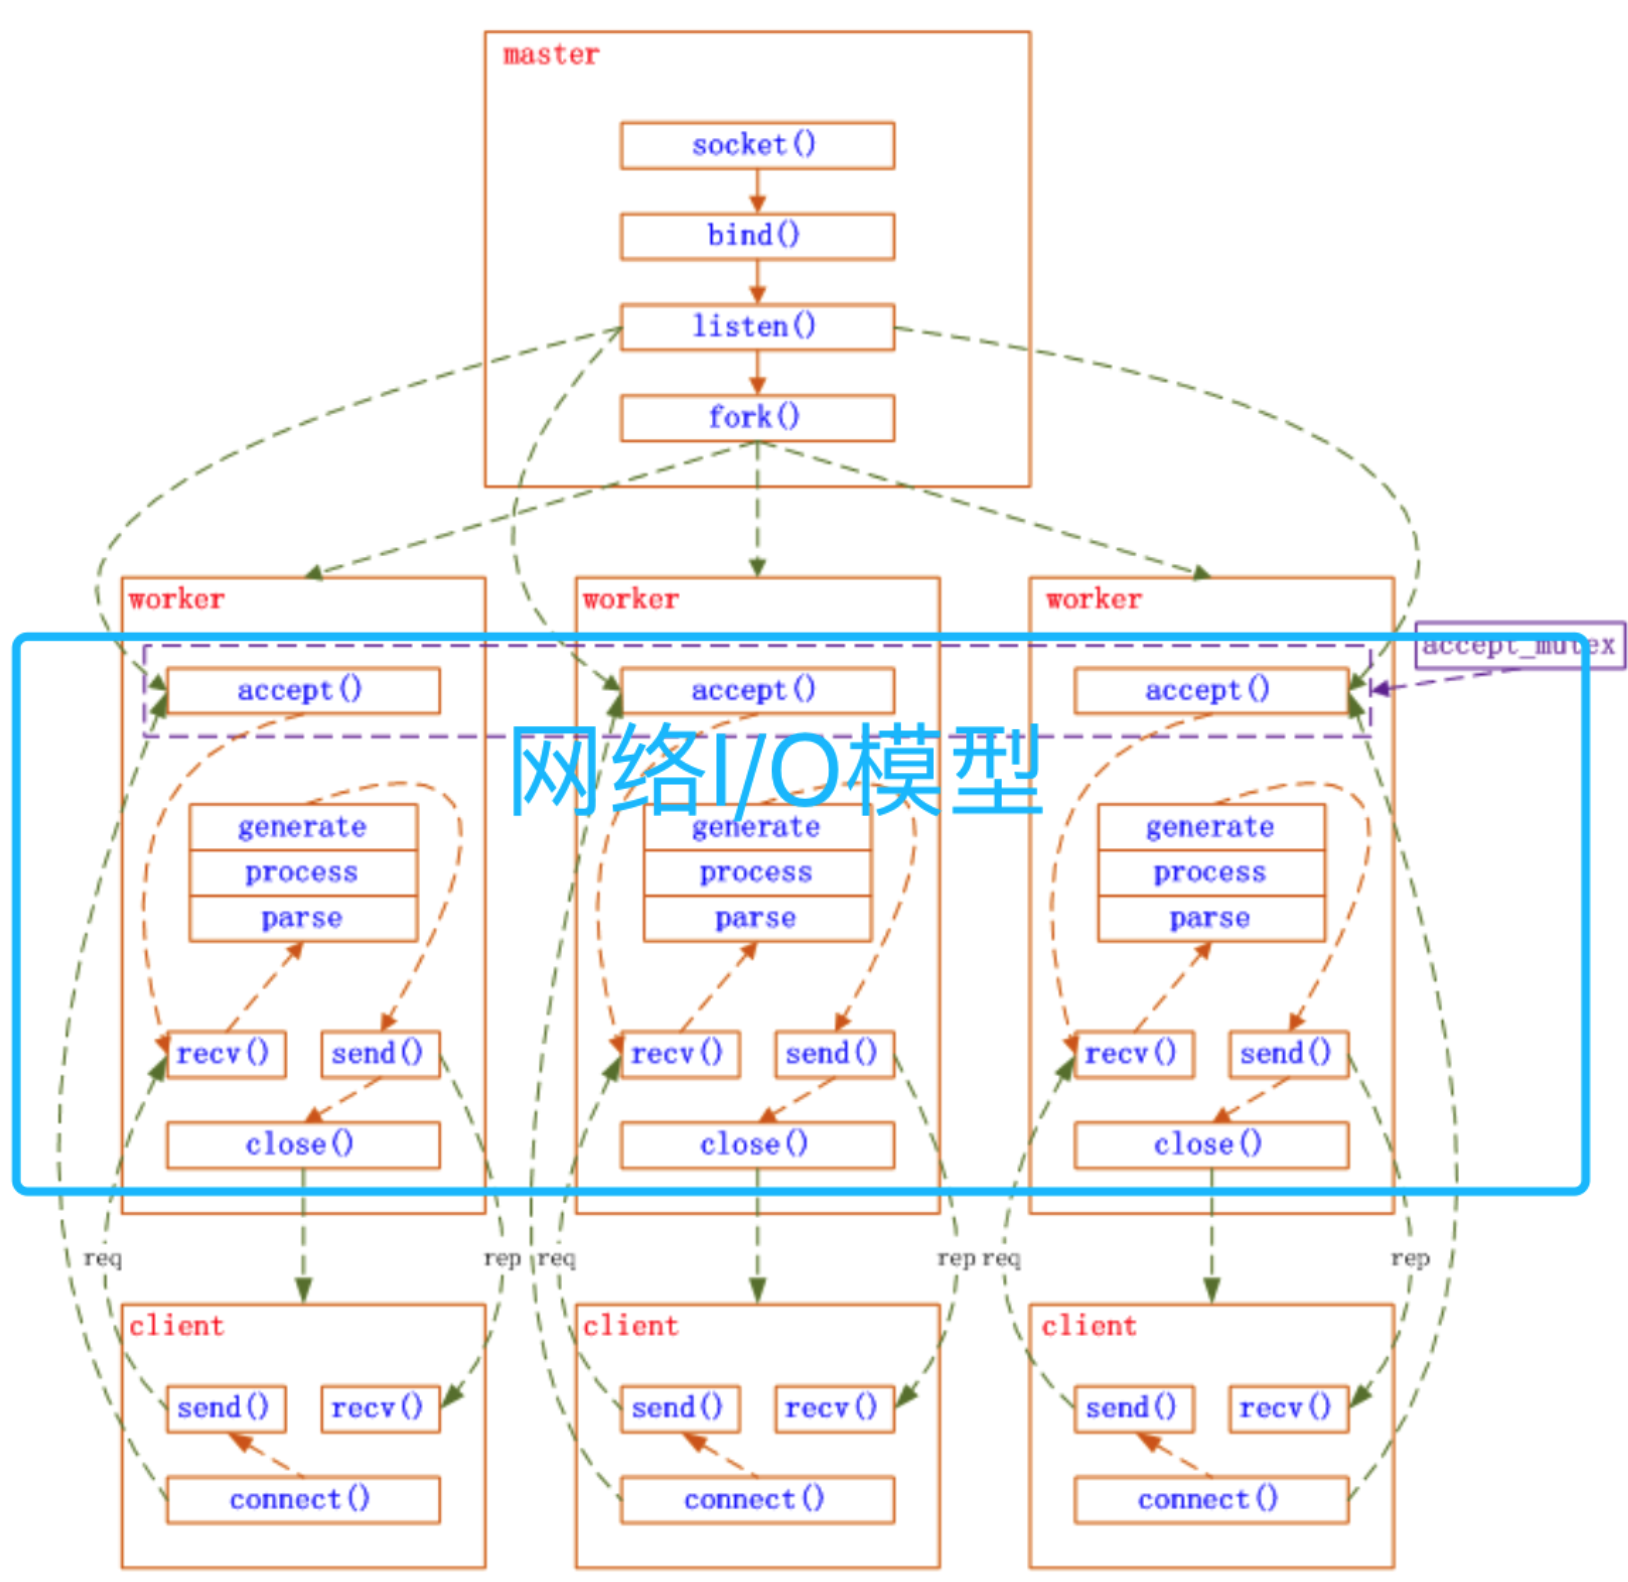 master
socket()
bind()
listen()
fork()
worker
worker
worker
accept_mutex
accept()
accept()
accept()
网络I/O模型
generate
process
parse
generate
process
parse
generate
process
parse
recv()
send()
recv()
send()
recv()
send()
close()
close()
close()
req
rep
req
rep
req
rep
client
client
client
send()
recv()
send()
recv()
send()
recv()
connect()
connect()
connect()